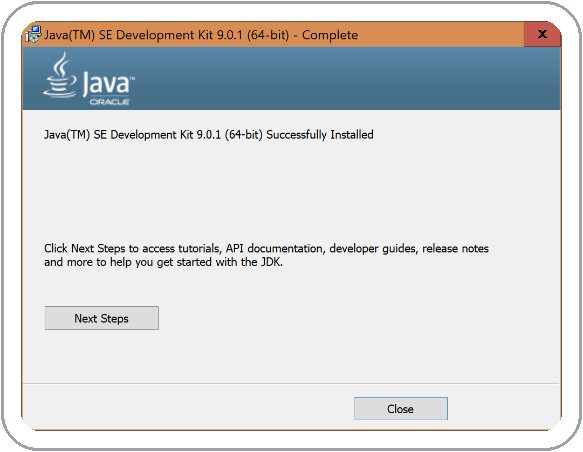 Java(TM) SE Development Kit 9.0.1 (64-bit) - Complete
X
Java™
ORACLE
Java(TM) SE Development Kit 9.0.1 (64-bit) Successfully Installed
Click Next Steps to access tutorials, API documentation, developer guides, release notes
and more to help you get started with the JDK.
Next Steps
Close